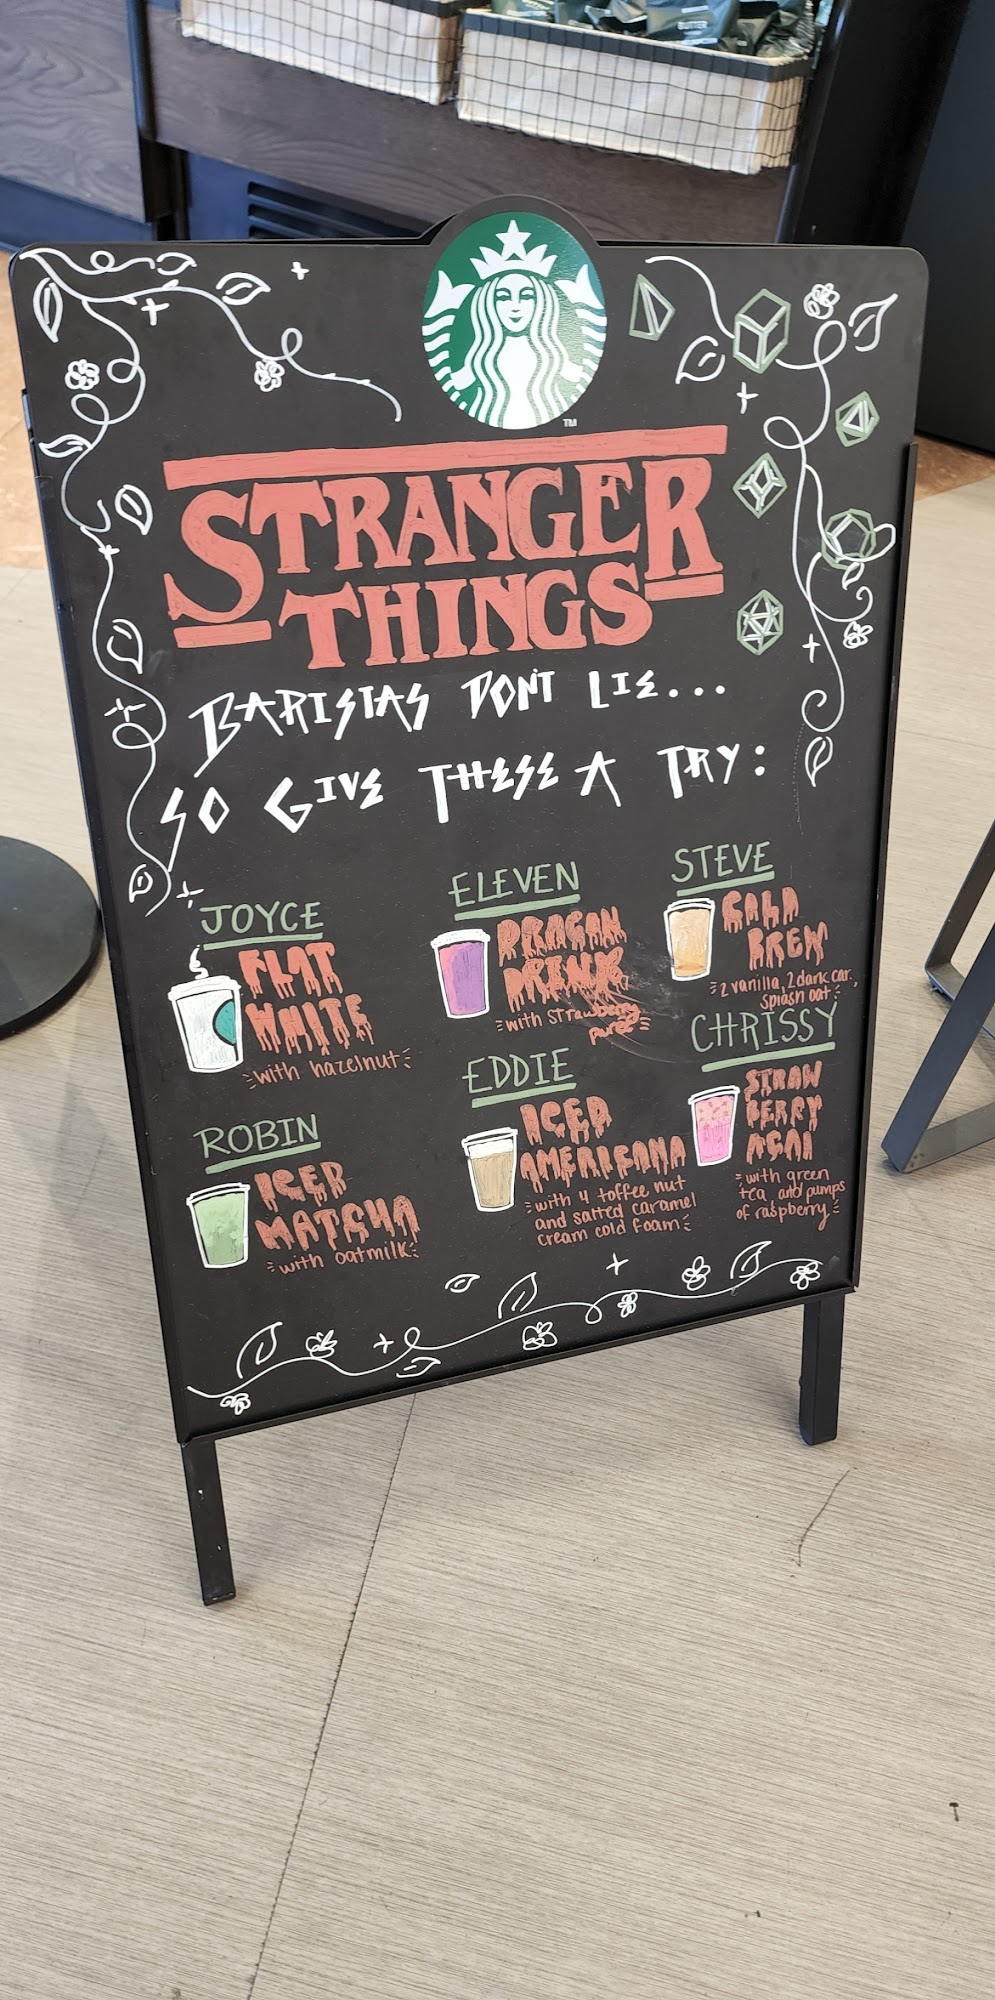 BUTTER
TM
STRANGER
THINGS
BARISTAS DON'T LIE...
SO GIVE THESE A TRY:
JOYCE
FLAT
WHITE
with hazelnut
ELEVEN
DRAGON
DRINK
with strawberry
puree
STEVE
COLD
BREW
2 vanilla, 2 dark car.,
splash oat
ROBIN
ICED
MATCHA
with oatmilk
EDDIE
ICED
AMERICANO
with 4 toffee nut
and salted caramel
cream cold foam
CHRISSY
STRAW
BERRY
ACAI
with green
tea and pumps
of raspberry